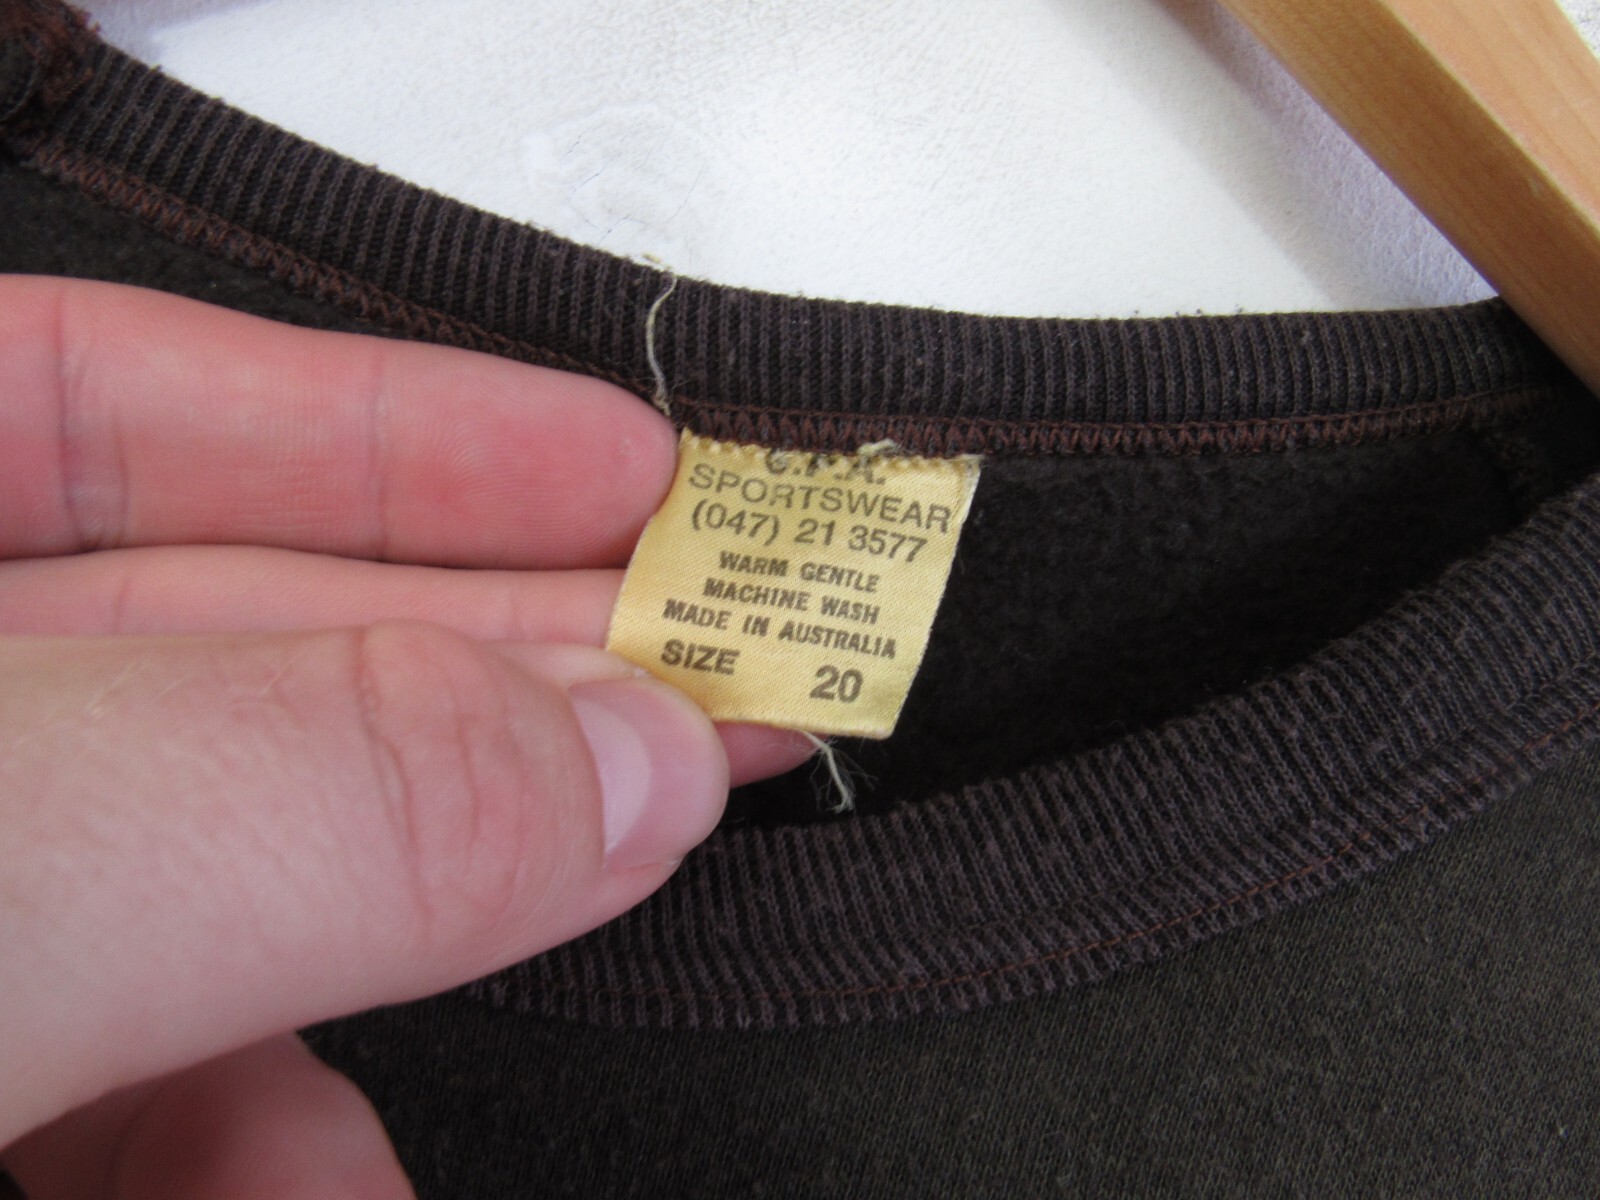 SPORTSWEAR
(047) 21 3577
WARM GENTLE
MACHINE WASH
MADE IN AUSTRALIA
SIZE 20